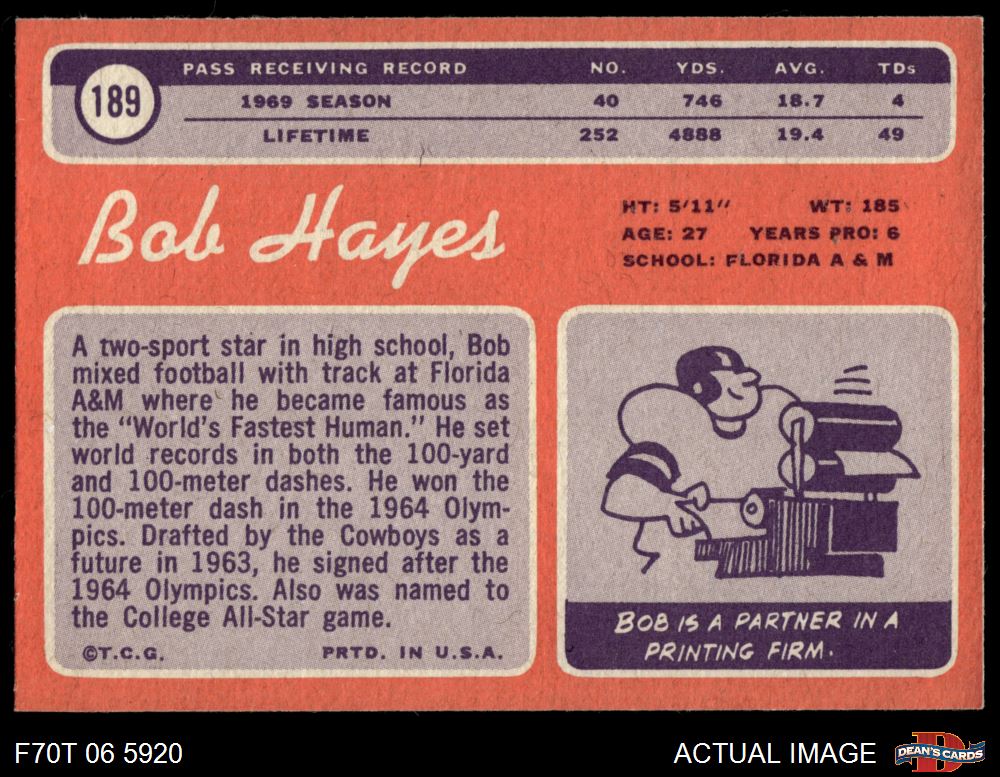 189
PASS RECEIVING RECORD NO. YDS. AVG. TDs
1969 SEASON 40 746 18.7 4
LIFETIME 252 4888 19.4 49
Bob Hayes
HT: 5'11" WT: 185
AGE: 27 YEARS PRO: 6
SCHOOL: FLORIDA A & M
A two-sport star in high school, Bob
mixed football with track at Florida
A&M where he became famous as
the “World's Fastest Human.” He set
world records in both the 100-yard
and 100-meter dashes. He won the
100-meter dash in the 1964 Olym-
pics. Drafted by the Cowboys as a
future in 1963, he signed after the
1964 Olympics. Also was named to
the College All-Star game.
©T.C.G. PRTD. IN U.S.A.
BOB IS A PARTNER IN A
PRINTING FIRM.
F70T 06 5920
ACTUAL IMAGE
D
DEAN'S CARDS